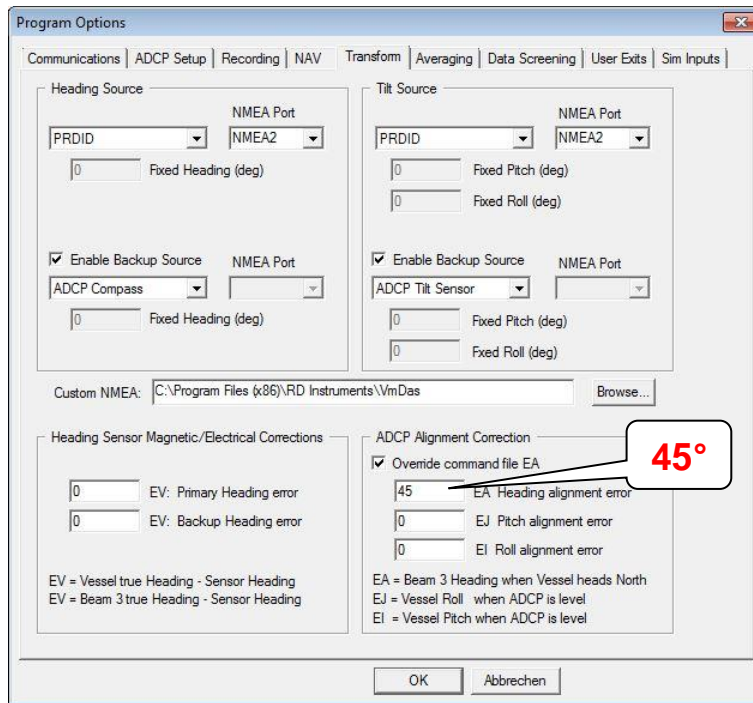 Program Options
Communications ADCP Setup Recording NAV Transform Averaging Data Screening User Exits Sim Inputs
Heading Source
NMEA Port
PRDID NMEA2
0 Fixed Heading (deg)
Enable Backup Source NMEA Port
ADCP Compass
0 Fixed Heading (deg)
Tilt Source
NMEA Port
PRDID NMEA2
0 Fixed Pitch (deg)
0 Fixed Roll (deg)
Enable Backup Source NMEA Port
ADCP Tilt Sensor
0 Fixed Pitch (deg)
0 Fxed Roll (deg)
Custom NMEA: C:\Program Files (x86)\RD Instruments\VmDas Browse...
Heading Sensor Magnetic/Electrical Corrections
0 EV: Primary Heading error
0 EV: Backup Heading error
EV = Vessel true Heading - Sensor Heading
EV = Beam 3 true Heading - Sensor Heading
ADCP Alignment Correction
Override command file EA
45 EA Heading alignment error
0 EJ Pitch alignment error
0 EI Roll alignment error
EA = Beam 3 Heading when Vessel heads North
EJ = Vessel Roll when ADCP is level
EI = Vessel Pitch when ADCP is level
45°
OK Abbrechen